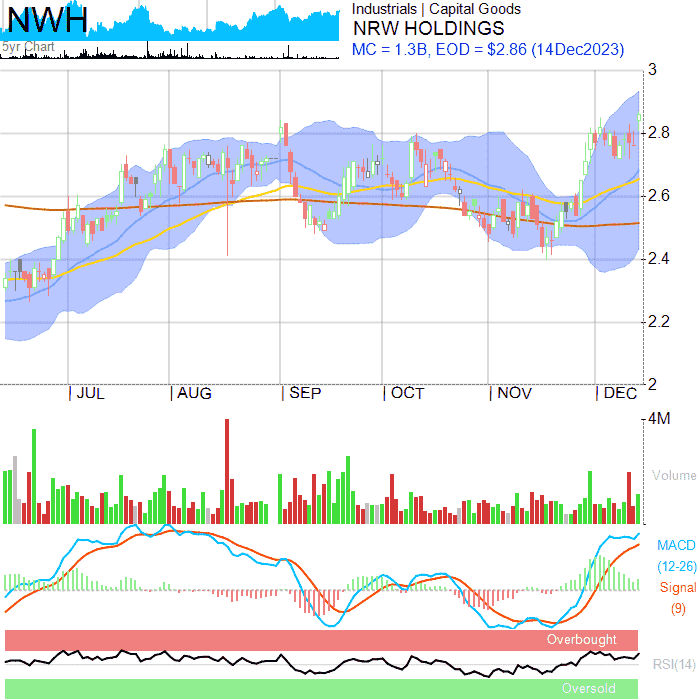 NWH
5yr Chart
Industrials | Capital Goods
NRW HOLDINGS
MC = 1.3B, EOD = $2.86 (14Dec2023)
3
2.8
2.6
2.4
2.2
2
JUL AUG SEP OCT NOV DEC
4M
Volume
MACD
(12-26)
Signal
(9)
Overbought
RSI(14)
Oversold